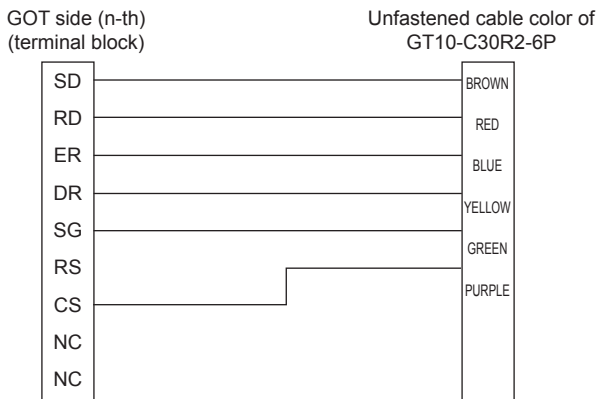 GOT side (n-th)
(terminal block)
Unfastened cable color of
GT10-C30R2-6P
SD
RD
ER
DR
SG
RS
CS
NC
NC
BROWN
RED
BLUE
YELLOW
GREEN
PURPLE